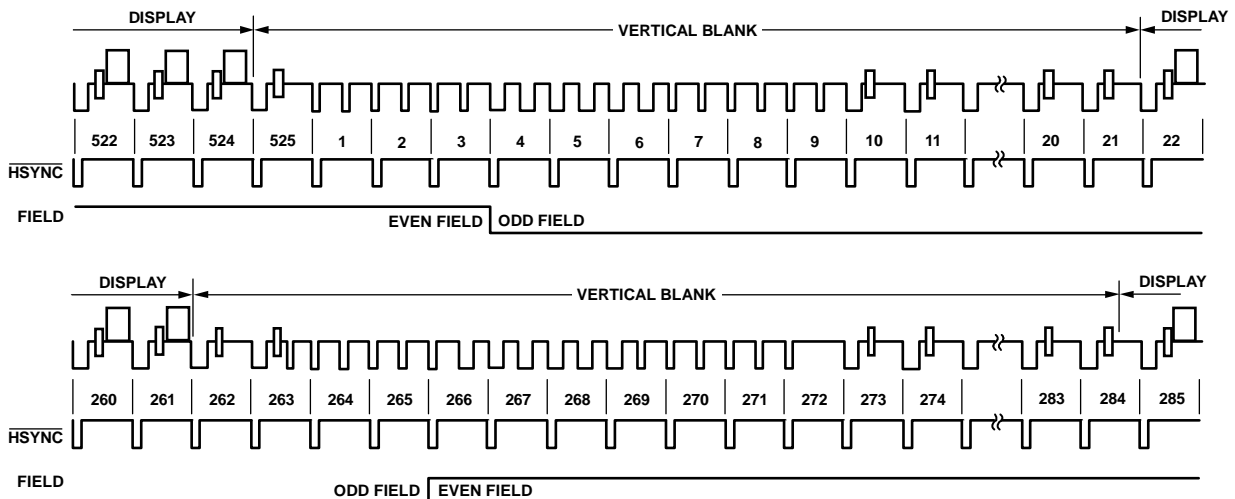 DISPLAY VERTICAL BLANK DISPLAY
522 523 524 525 1 2 3 4 5 6 7 8 9 10 11 20 21 22
HSYNC
FIELD EVEN FIELD ODD FIELD
DISPLAY VERTICAL BLANK DISPLAY
260 261 262 263 264 265 266 267 268 269 270 271 272 273 274 283 284 285
HSYNC
FIELD ODD FIELD EVEN FIELD